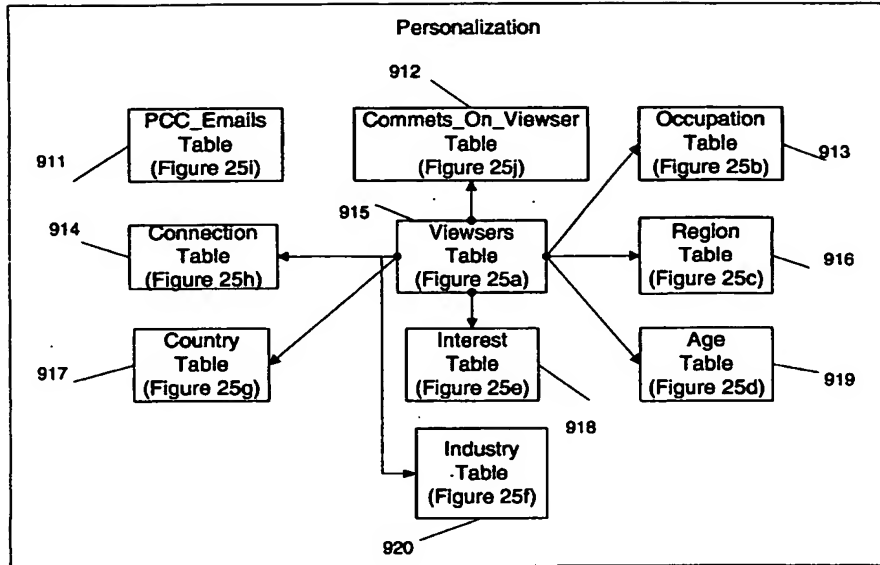 Personalization
912
PCC_Emails
Table
(Figure 25i)
911
Commets_On_Viewser
Table
(Figure 25j)
Occupation
Table
(Figure 25b)
913
914
Connection
Table
(Figure 25h)
915
Viewsers
Table
(Figure 25a)
Region
Table
(Figure 25c)
916
917
Country
Table
(Figure 25g)
Interest
Table
(Figure 25e)
918
Age
Table
(Figure 25d)
919
Industry
Table
(Figure 25f)
920